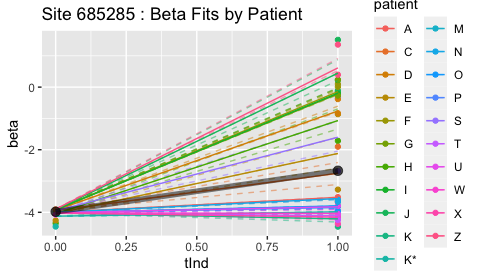 Site 685285 : Beta Fits by Patient
patient
A
C
D
E
F
G
H
I
J
K
K*
M
N
O
P
S
T
U
W
X
Z
beta
0
-2
-4
0.00
0.25
0.50
0.75
1.00
tInd